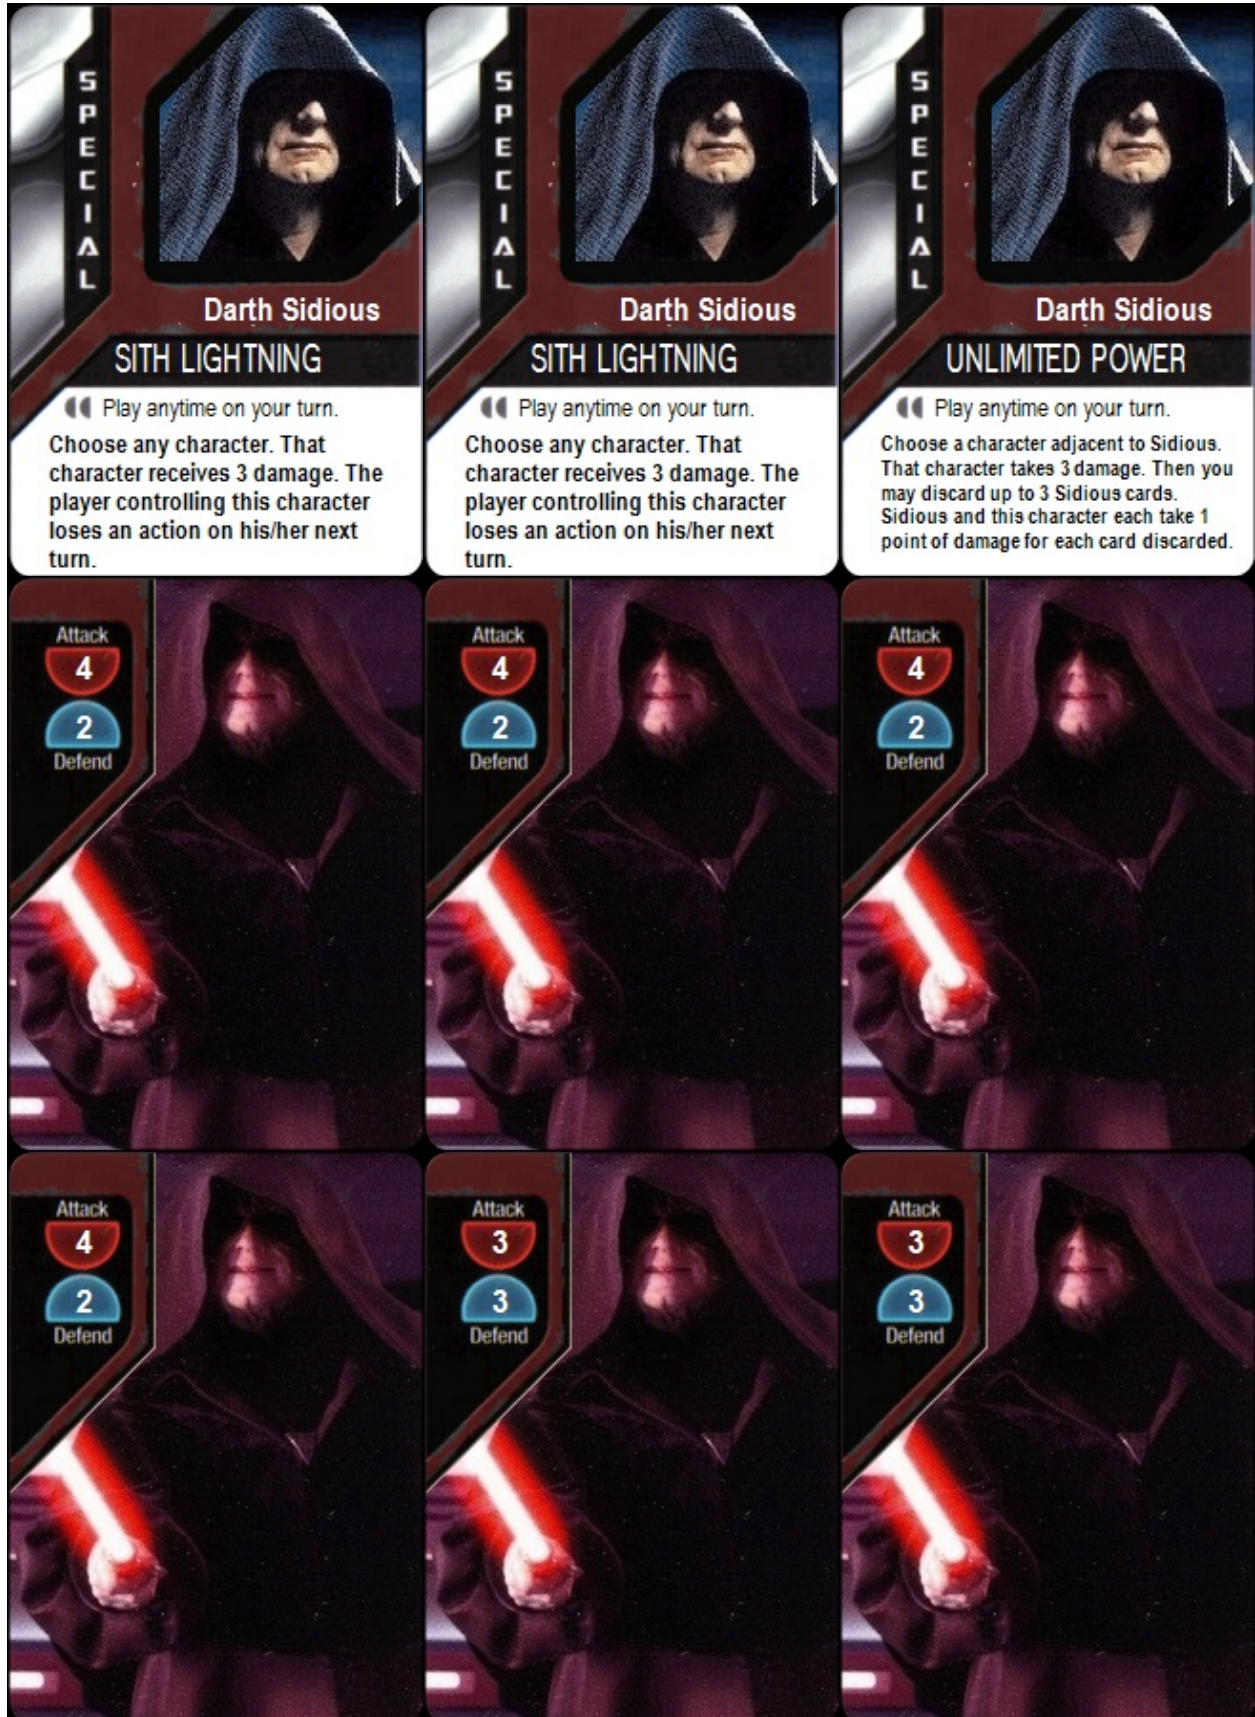 SPECIAL
Darth Sidious
SITH LIGHTNING
Play anytime on your turn.
Choose any character. That
character receives 3 damage. The
player controlling this character
loses an action on his/her next
turn.
SPECIAL
Darth Sidious
SITH LIGHTNING
Play anytime on your turn.
Choose any character. That
character receives 3 damage. The
player controlling this character
loses an action on his/her next
turn.
SPECIAL
Darth Sidious
UNLIMITED POWER
Play anytime on your turn.
Choose a character adjacent to Sidious.
That character takes 3 damage. Then you
may discard up to 3 Sidious cards.
Sidious and this character each take 1
point of damage for each card discarded.
Attack
4
2
Defend
Attack
4
2
Defend
Attack
4
2
Defend
Attack
4
2
Defend
Attack
3
3
Defend
Attack
3
3
Defend